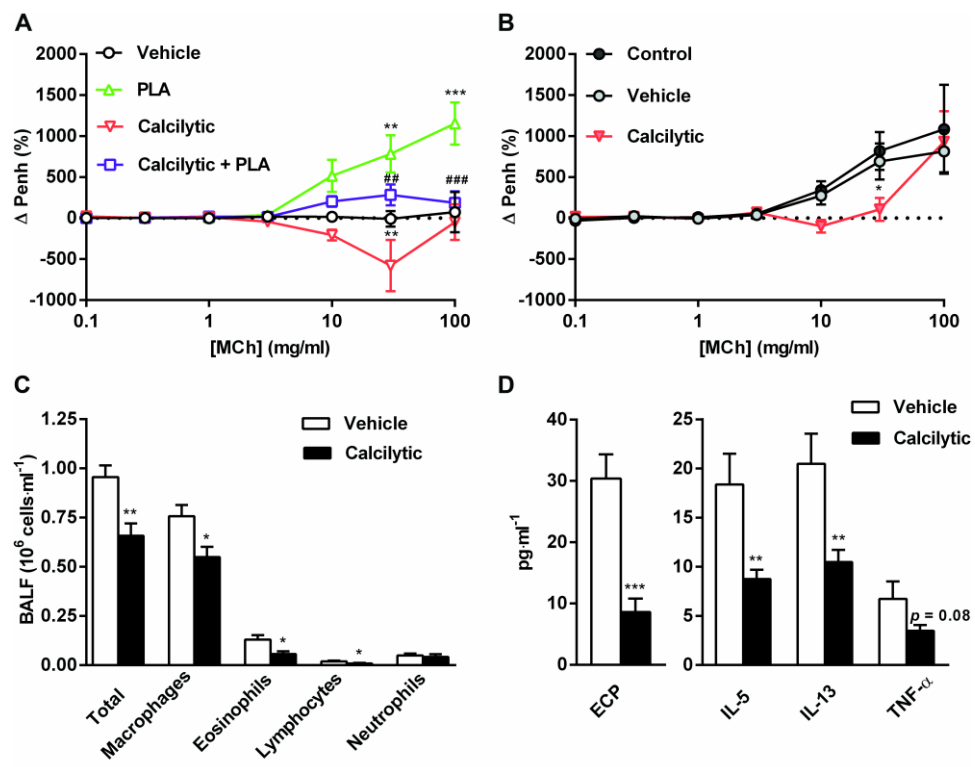 A
Vehicle
PLA
Calcilytic
Calcilytic + PLA
Δ Penh (%)
2000
1500
1000
500
0
-500
-1000
***
**
##
###
**
0.1
1
10
100
[MCh] (mg/ml)
B
Control
Vehicle
Calcilytic
Δ Penh (%)
2000
1500
1000
500
0
-500
-1000
*
0.1
1
10
100
[MCh] (mg/ml)
C
Vehicle
Calcilytic
BALF (10⁶ cells·ml⁻¹)
1.25
1.00
0.75
0.50
0.25
0.00
**
*
*
*
Total
Macrophages
Eosinophils
Lymphocytes
Neutrophils
D
Vehicle
Calcilytic
pg·ml⁻¹
40
30
20
10
0
***
ECP
25
20
15
10
5
0
**
**
p = 0.08
IL-5
IL-13
TNF-α